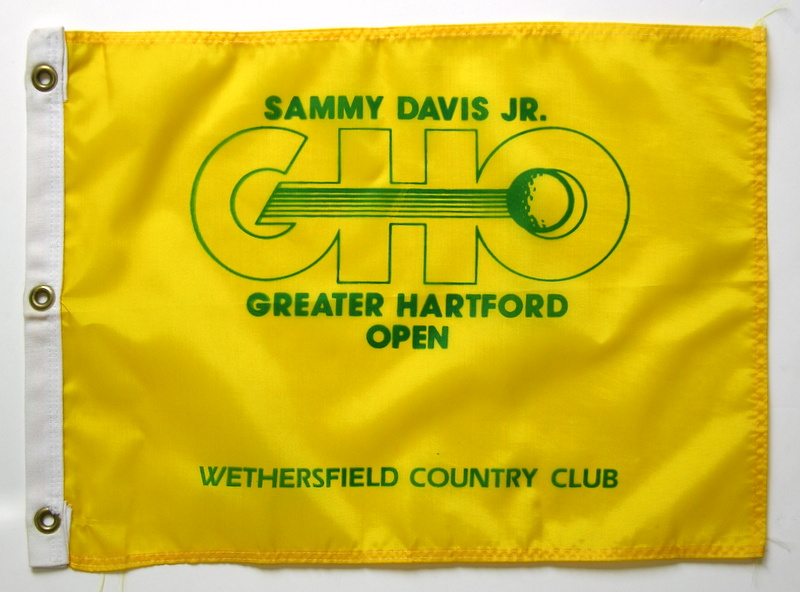 SAMMY DAVIS JR.
GHO
GREATER HARTFORD
OPEN
WETHERSFIELD COUNTRY CLUB